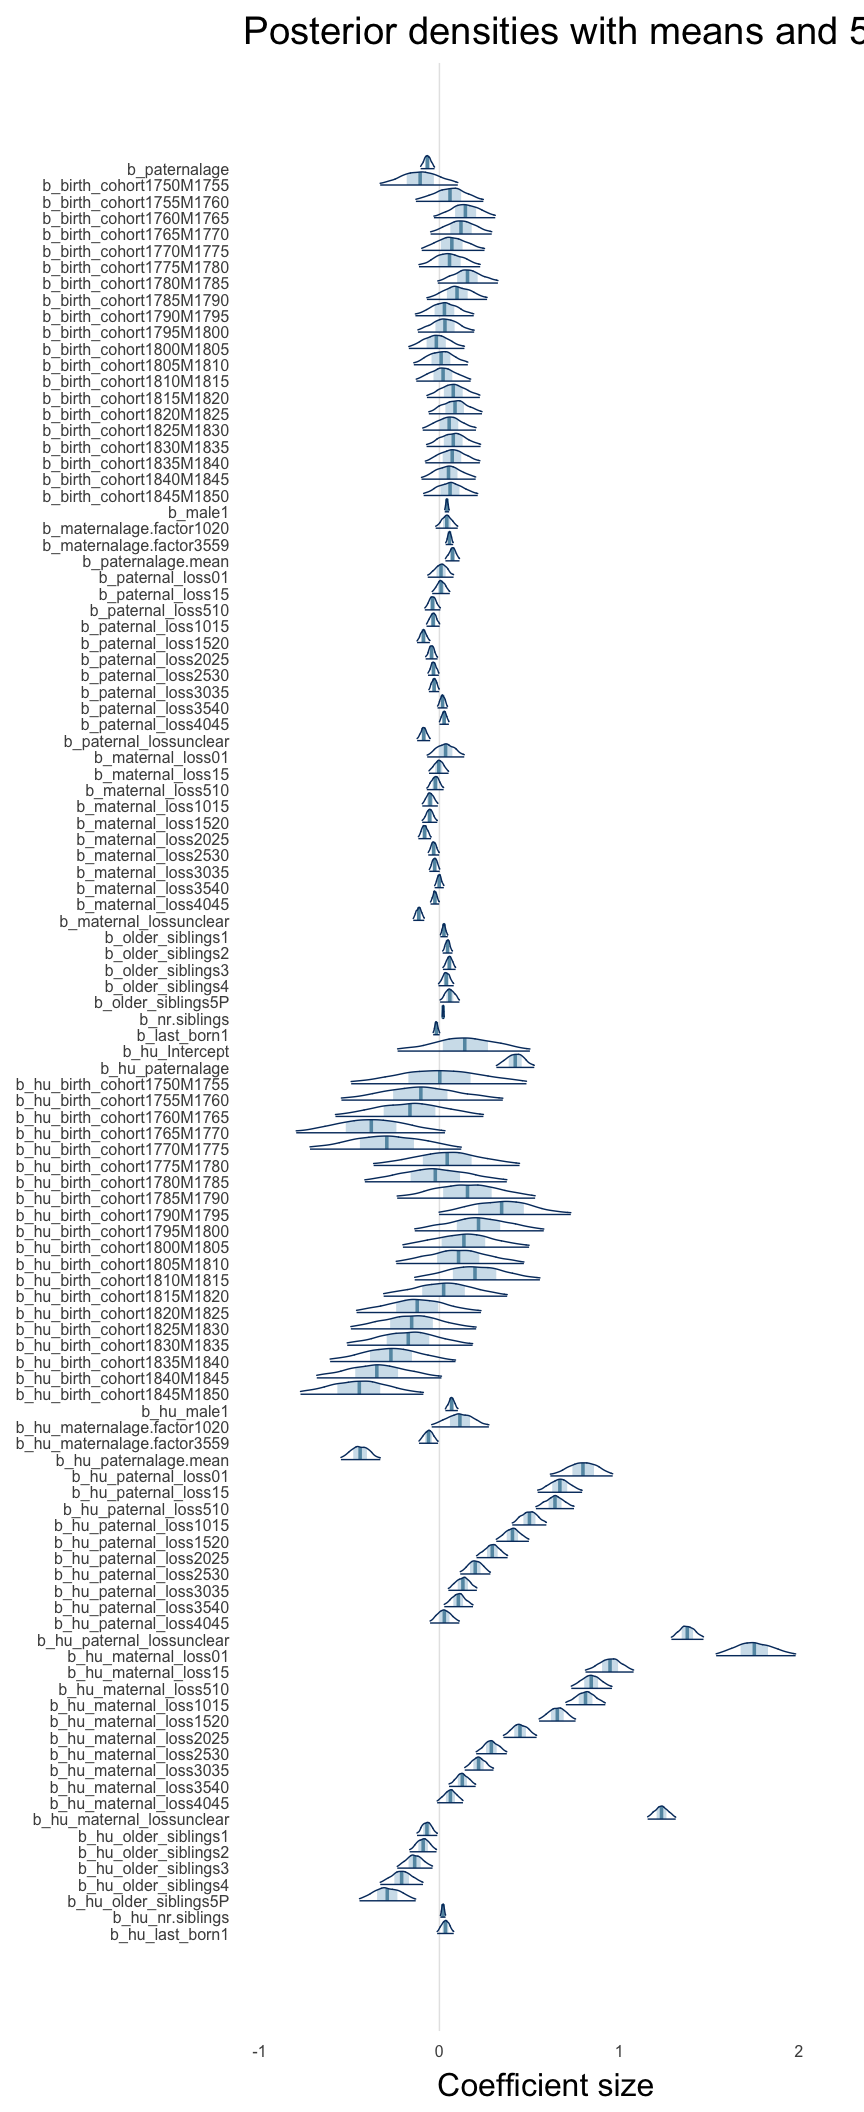 Posterior densities with means and 5
b_paternalage
b_birth_cohort1750M1755
b_birth_cohort1755M1760
b_birth_cohort1760M1765
b_birth_cohort1765M1770
b_birth_cohort1770M1775
b_birth_cohort1775M1780
b_birth_cohort1780M1785
b_birth_cohort1785M1790
b_birth_cohort1790M1795
b_birth_cohort1795M1800
b_birth_cohort1800M1805
b_birth_cohort1805M1810
b_birth_cohort1810M1815
b_birth_cohort1815M1820
b_birth_cohort1820M1825
b_birth_cohort1825M1830
b_birth_cohort1830M1835
b_birth_cohort1835M1840
b_birth_cohort1840M1845
b_birth_cohort1845M1850
b_male1
b_maternalage.factor1020
b_maternalage.factor3559
b_paternalage.mean
b_paternal_loss01
b_paternal_loss15
b_paternal_loss510
b_paternal_loss1015
b_paternal_loss1520
b_paternal_loss2025
b_paternal_loss2530
b_paternal_loss3035
b_paternal_loss3540
b_paternal_loss4045
b_paternal_lossunclear
b_maternal_loss01
b_maternal_loss15
b_maternal_loss510
b_maternal_loss1015
b_maternal_loss1520
b_maternal_loss2025
b_maternal_loss2530
b_maternal_loss3035
b_maternal_loss3540
b_maternal_loss4045
b_maternal_lossunclear
b_older_siblings1
b_older_siblings2
b_older_siblings3
b_older_siblings4
b_older_siblings5P
b_nr.siblings
b_last_born1
b_hu_Intercept
b_hu_paternalage
b_hu_birth_cohort1750M1755
b_hu_birth_cohort1755M1760
b_hu_birth_cohort1760M1765
b_hu_birth_cohort1765M1770
b_hu_birth_cohort1770M1775
b_hu_birth_cohort1775M1780
b_hu_birth_cohort1780M1785
b_hu_birth_cohort1785M1790
b_hu_birth_cohort1790M1795
b_hu_birth_cohort1795M1800
b_hu_birth_cohort1800M1805
b_hu_birth_cohort1805M1810
b_hu_birth_cohort1810M1815
b_hu_birth_cohort1815M1820
b_hu_birth_cohort1820M1825
b_hu_birth_cohort1825M1830
b_hu_birth_cohort1830M1835
b_hu_birth_cohort1835M1840
b_hu_birth_cohort1840M1845
b_hu_birth_cohort1845M1850
b_hu_male1
b_hu_maternalage.factor1020
b_hu_maternalage.factor3559
b_hu_paternalage.mean
b_hu_paternal_loss01
b_hu_paternal_loss15
b_hu_paternal_loss510
b_hu_paternal_loss1015
b_hu_paternal_loss1520
b_hu_paternal_loss2025
b_hu_paternal_loss2530
b_hu_paternal_loss3035
b_hu_paternal_loss3540
b_hu_paternal_loss4045
b_hu_paternal_lossunclear
b_hu_maternal_loss01
b_hu_maternal_loss15
b_hu_maternal_loss510
b_hu_maternal_loss1015
b_hu_maternal_loss1520
b_hu_maternal_loss2025
b_hu_maternal_loss2530
b_hu_maternal_loss3035
b_hu_maternal_loss3540
b_hu_maternal_loss4045
b_hu_maternal_lossunclear
b_hu_older_siblings1
b_hu_older_siblings2
b_hu_older_siblings3
b_hu_older_siblings4
b_hu_older_siblings5P
b_hu_nr.siblings
b_hu_last_born1
-1 0 1 2
Coefficient size